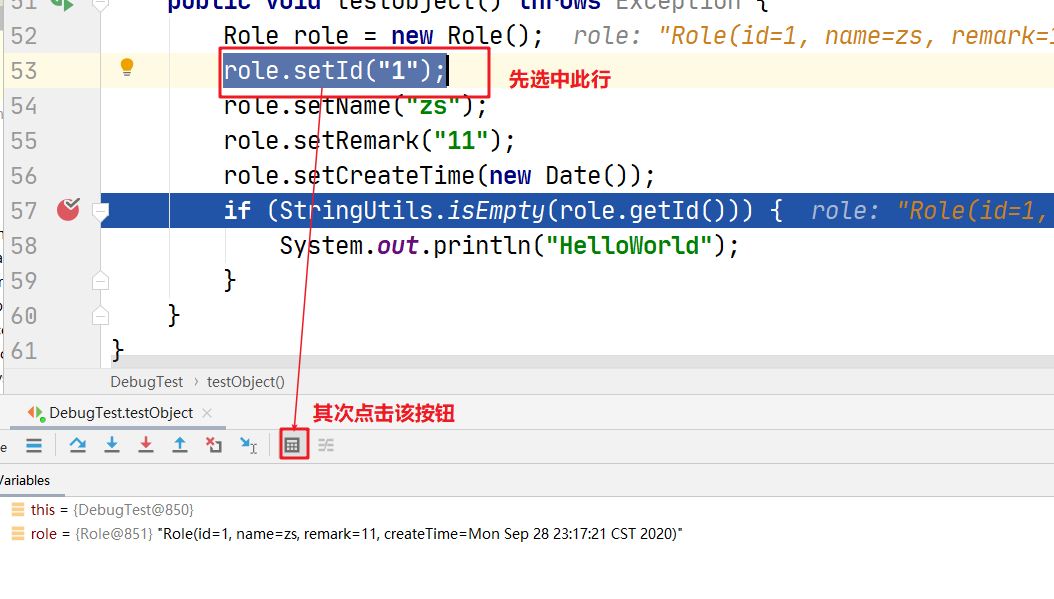 51 public void testObject() throws Exception {
52 Role role = new Role(); role: "Role(id=1, name=zs, remark=1
53 role.setId("1"); 先选中此行
54 role.setName("zs");
55 role.setRemark("11");
56 role.setCreateTime(new Date());
57 if (StringUtils.isEmpty(role.getId())) { role: "Role(id=1,
58 System.out.println("HelloWorld");
59 }
60 }
61 }
DebugTest › testObject()
DebugTest.testObject × 其次点击该按钮
Variables
this = {DebugTest@850}
role = {Role@851} "Role(id=1, name=zs, remark=11, createTime=Mon Sep 28 23:17:21 CST 2020)"